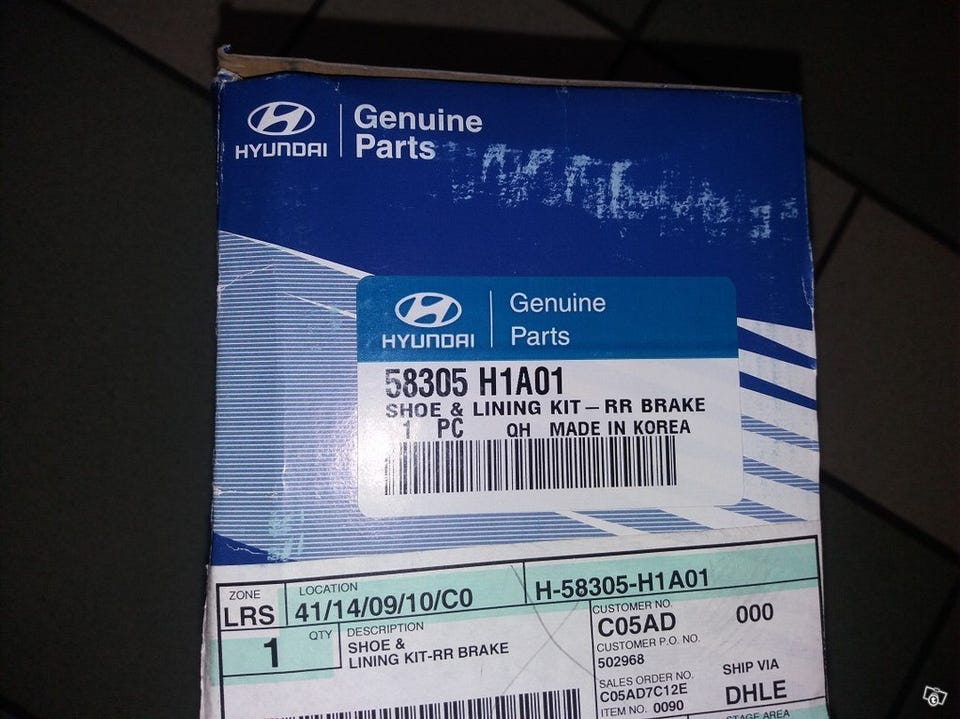 HYUNDAI
Genuine
Parts
HYUNDAI
Genuine
Parts
58305 H1A01
SHOE & LINING KIT – RR BRAKE
1 PC QH MADE IN KOREA
ZONE
LRS
LOCATION
41/14/09/10/C0
H-58305-H1A01
1
QTY
DESCRIPTION
SHOE &
LINING KIT-RR BRAKE
CUSTOMER NO.
C05AD 000
CUSTOMER P.O. NO.
502968
SALES ORDER NO.
C05AD7C12E
SHIP VIA
DHLE
ITEM NO. 0090
STAGE AREA